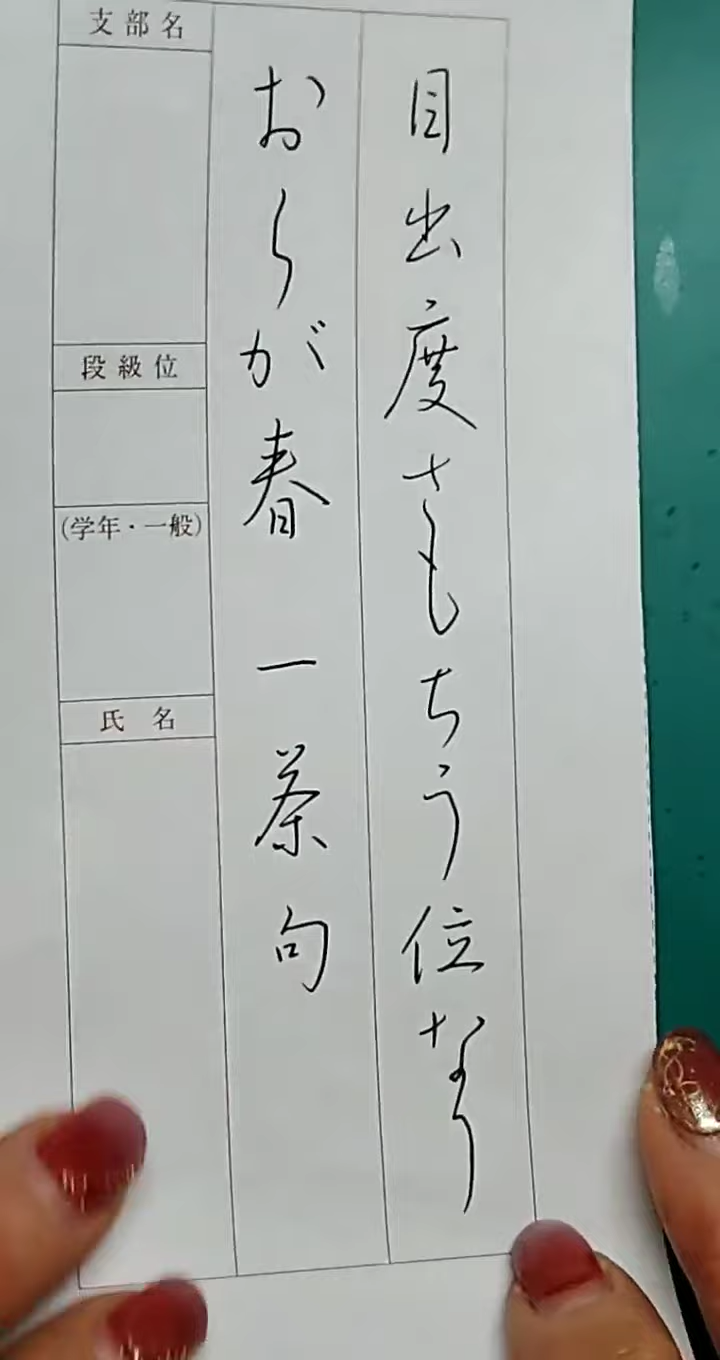 目出度さもちう位なり
おらが春 一茶句
支部名
段級位
(学年・一般)
氏名